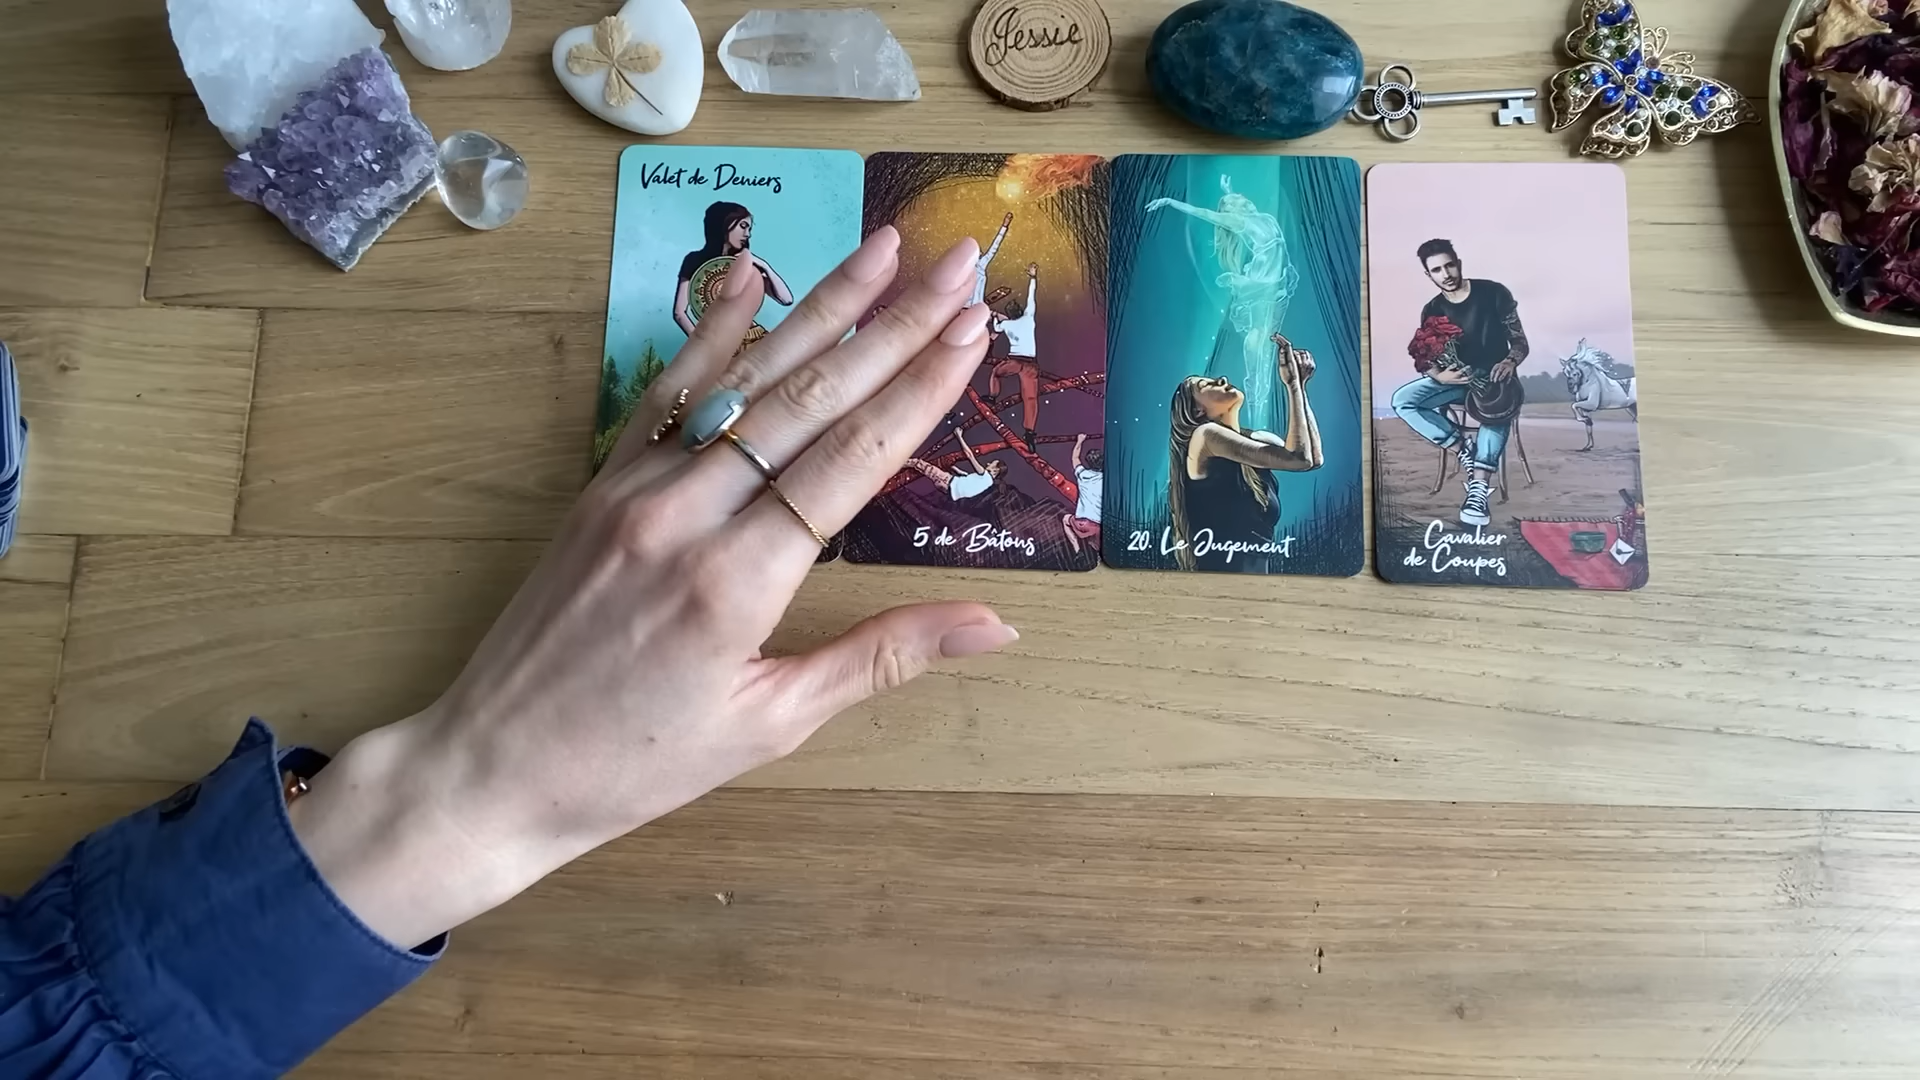 Jessie
Valet de Deniers
5 de Bâtons
20. Le Jugement
Cavalier
de Coupes